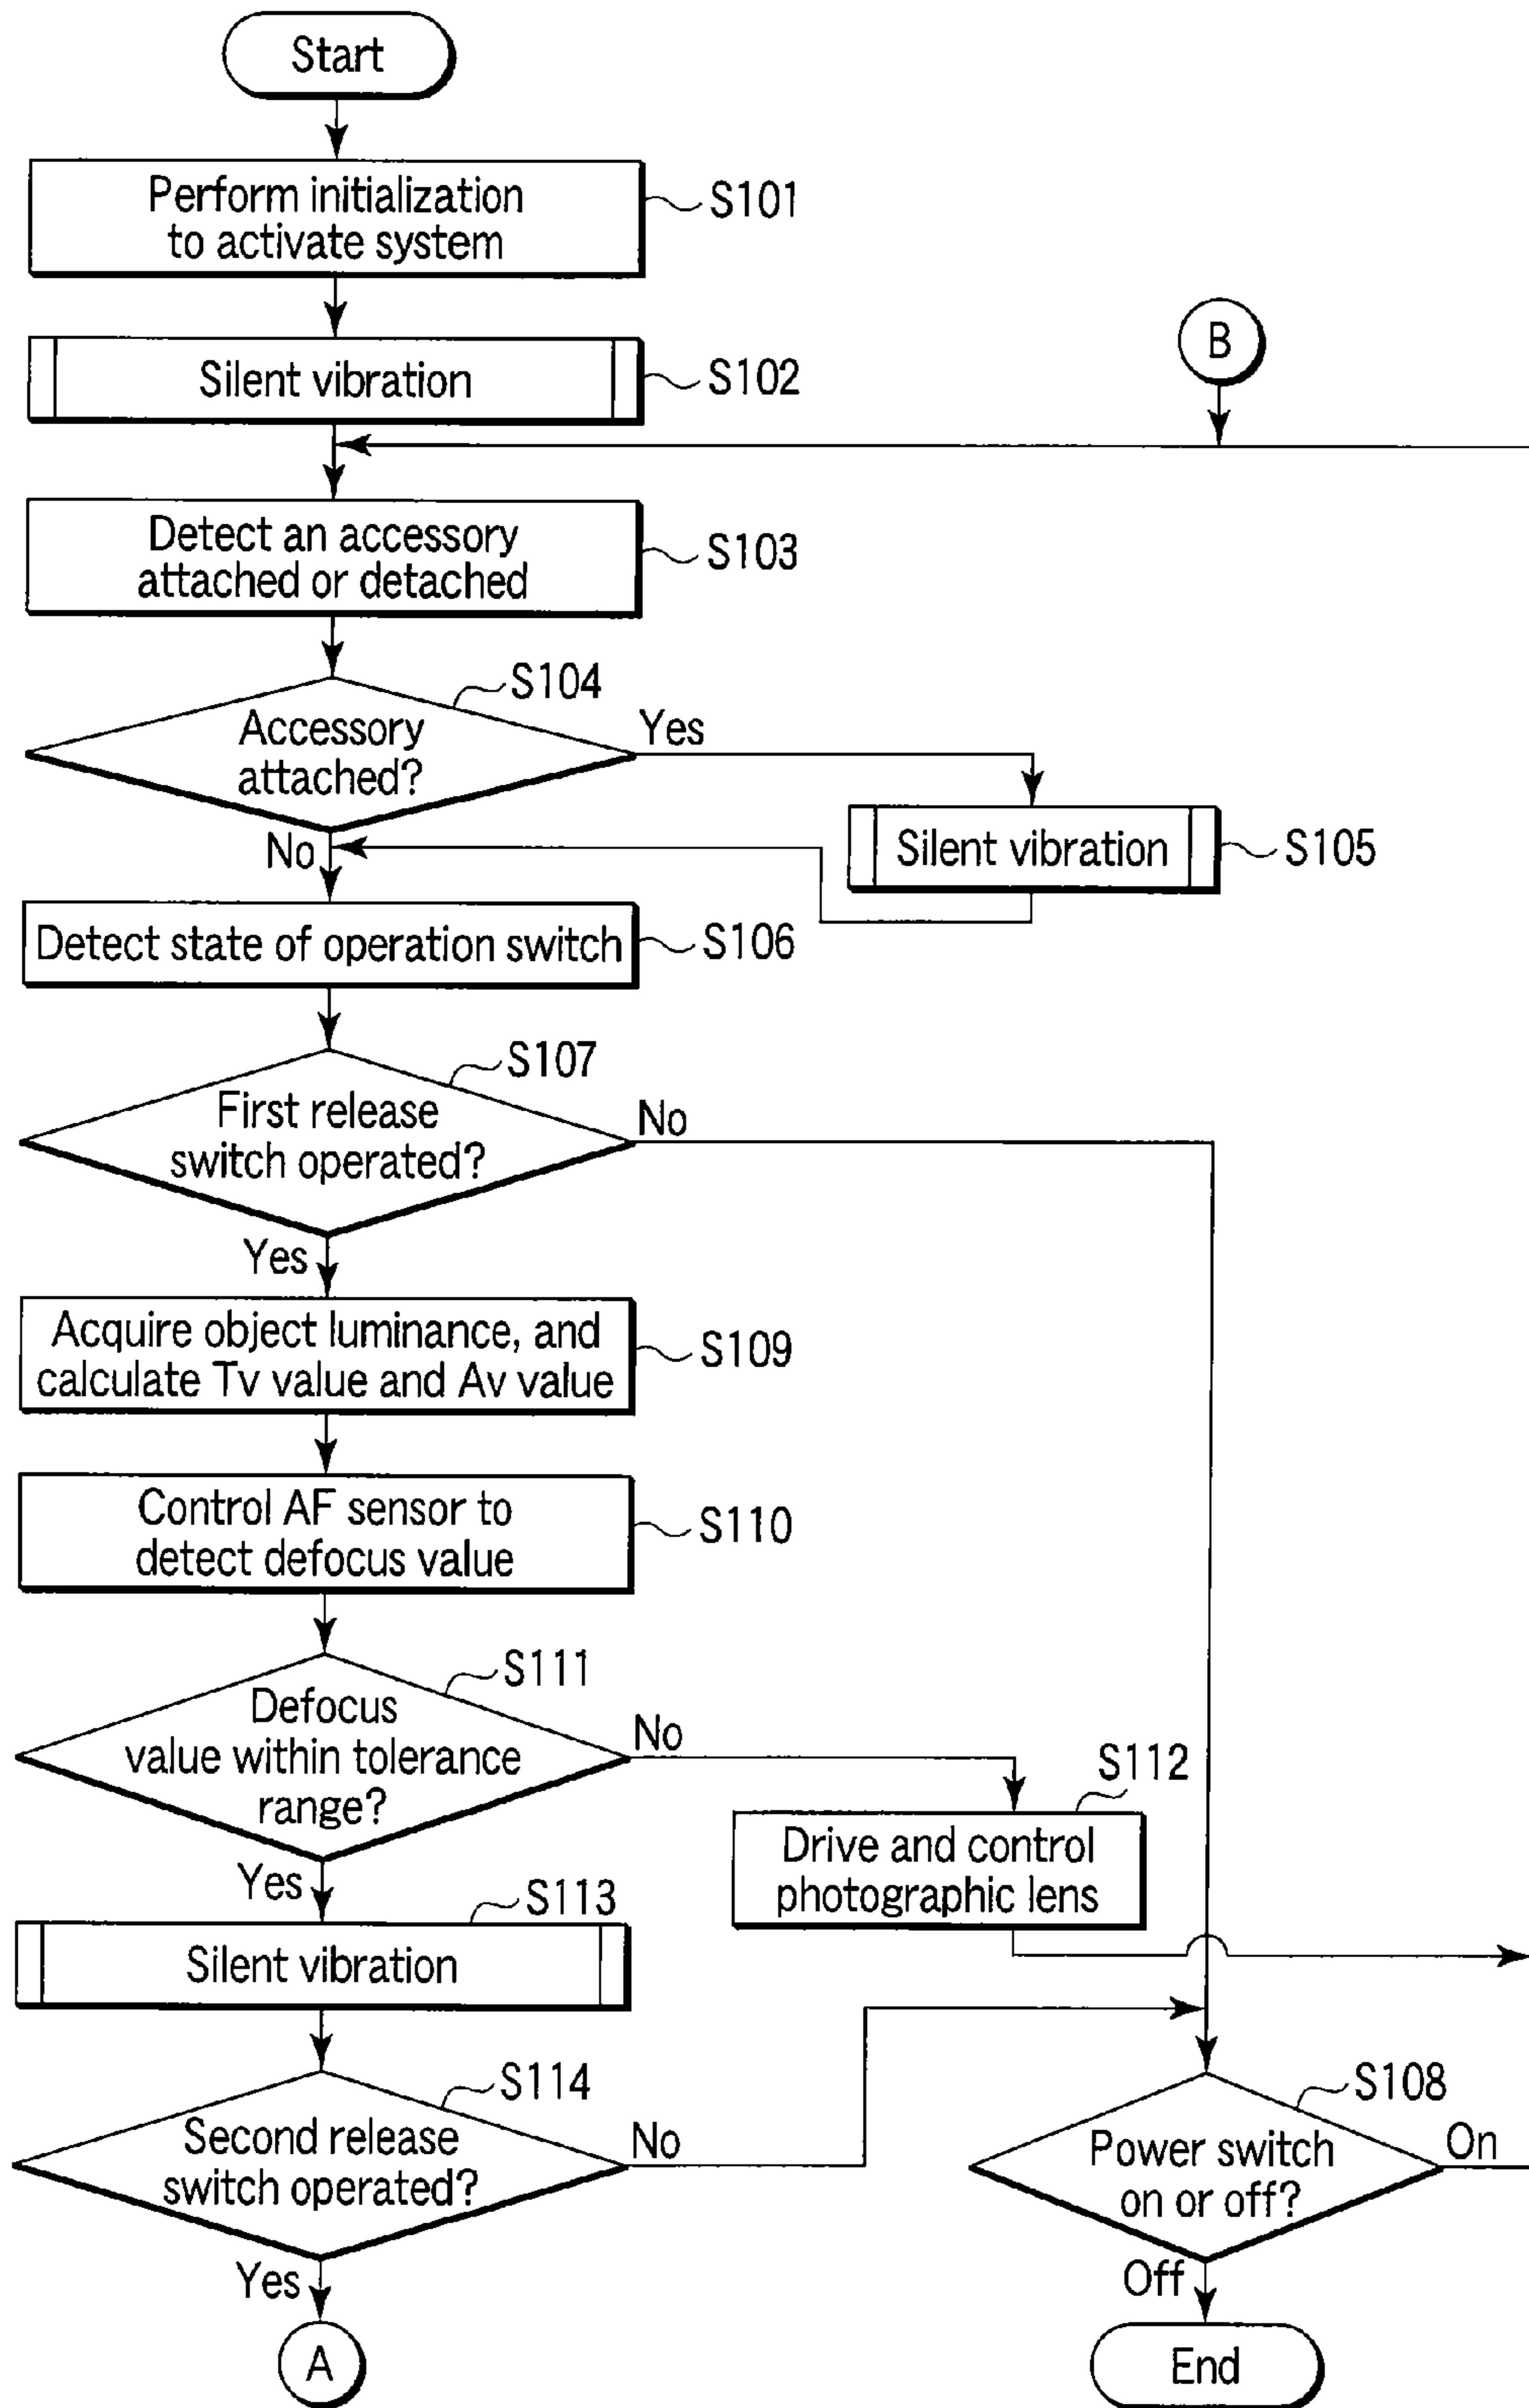 Start
Perform initialization
to activate system
S101
B
Silent vibration
S102
Detect an accessory
attached or detached
S103
S104
Accessory
attached?
Yes
No
Silent vibration
S105
Detect state of operation switch
S106
S107
First release
switch operated?
No
Yes
Acquire object luminance, and
calculate Tv value and Av value
S109
Control AF sensor to
detect defocus value
S110
S111
Defocus
value within tolerance
range?
No
S112
Drive and control
photographic lens
Yes
S113
Silent vibration
S114
Second release
switch operated?
No
S108
Power switch
on or off?
On
Yes
Off
A
End